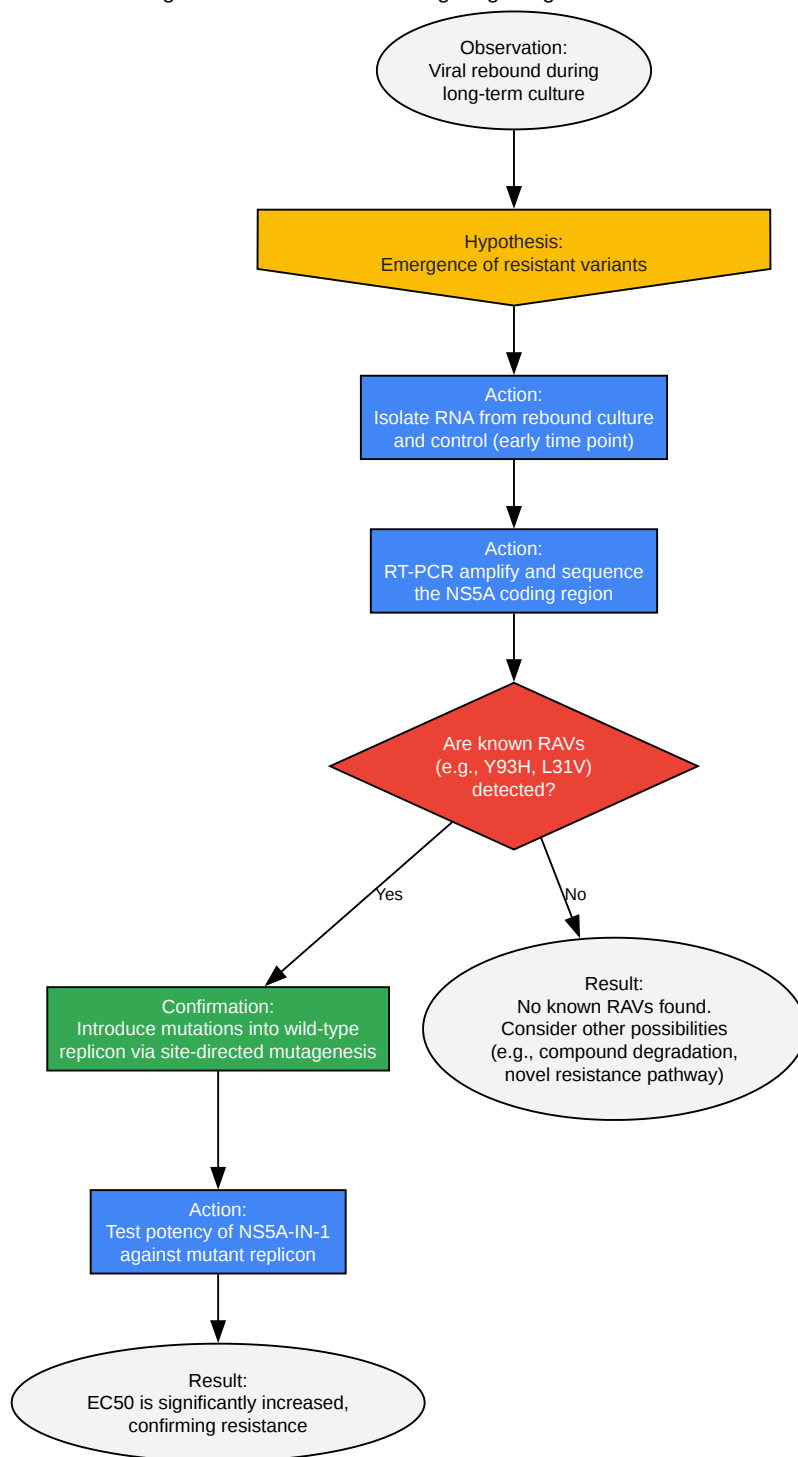 Observation:
Viral rebound during
long-term culture
Hypothesis:
Emergence of resistant variants
Action:
Isolate RNA from rebound culture
and control (early time point)
Action:
RT-PCR amplify and sequence
the NS5A coding region
Are known RAVs
(e.g., Y93H, L31V)
detected?
Yes
No
Confirmation:
Introduce mutations into wild-type
replicon via site-directed mutagenesis
Result:
No known RAVs found.
Consider other possibilities
(e.g., compound degradation,
novel resistance pathway)
Action:
Test potency of NS5A-IN-1
against mutant replicon
Result:
EC50 is significantly increased,
confirming resistance